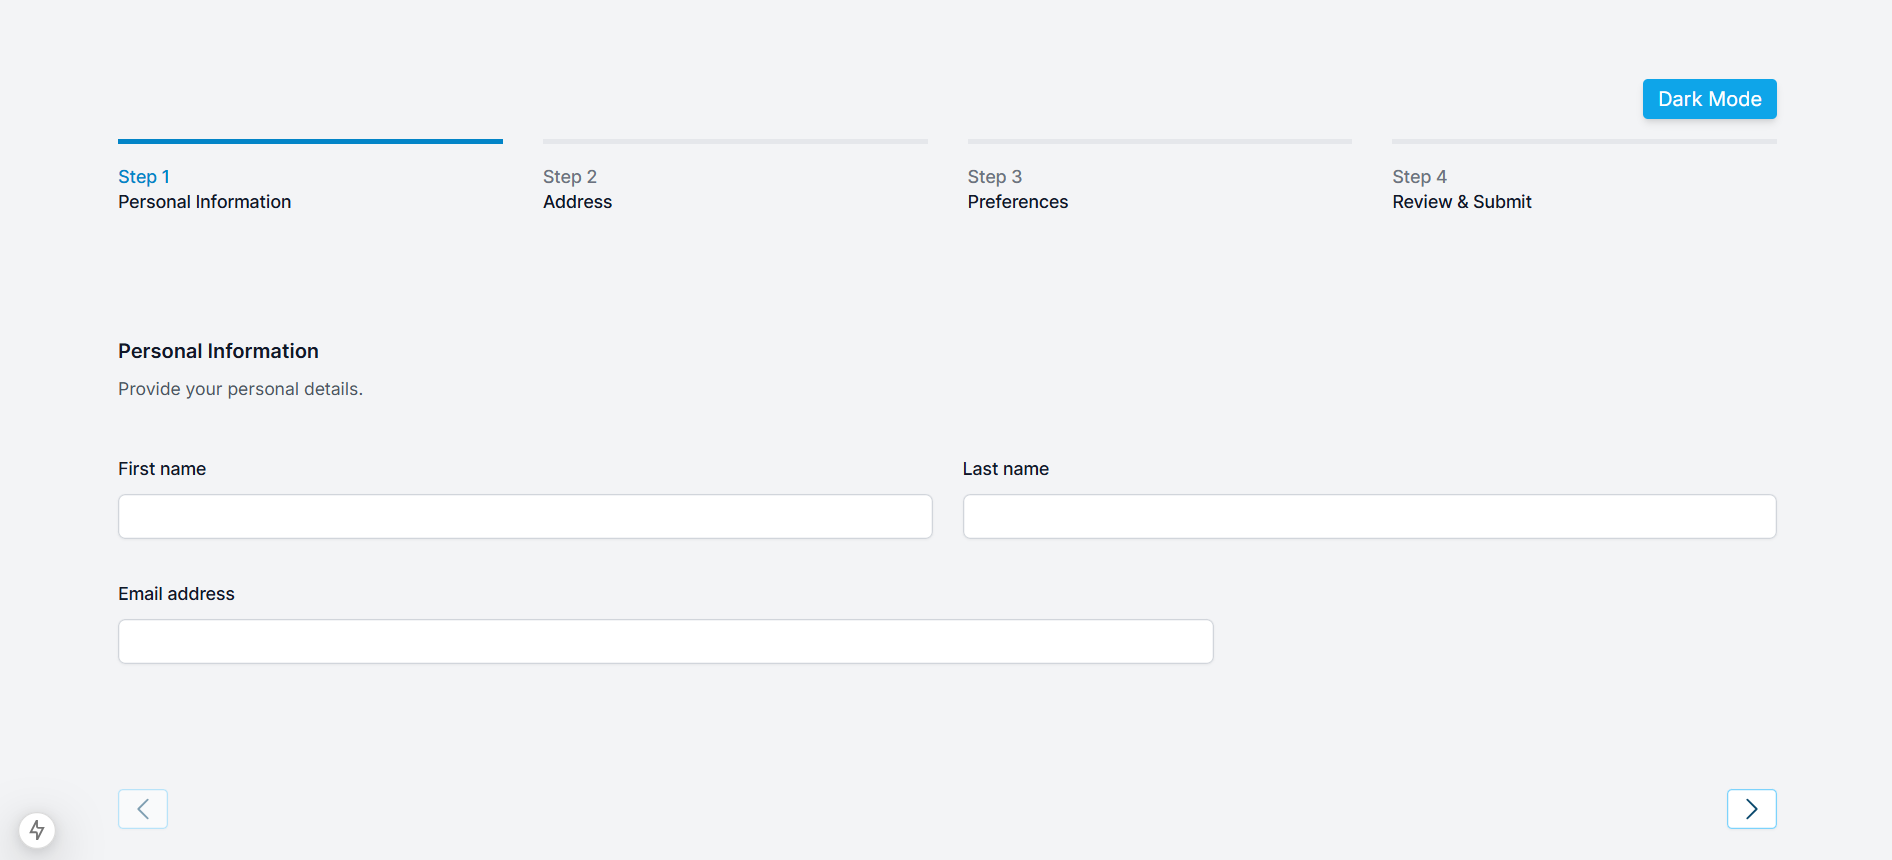 Dark Mode
Step 1
Personal Information
Step 2
Address
Step 3
Preferences
Step 4
Review & Submit
Personal Information
Provide your personal details.
First name
Last name
Email address